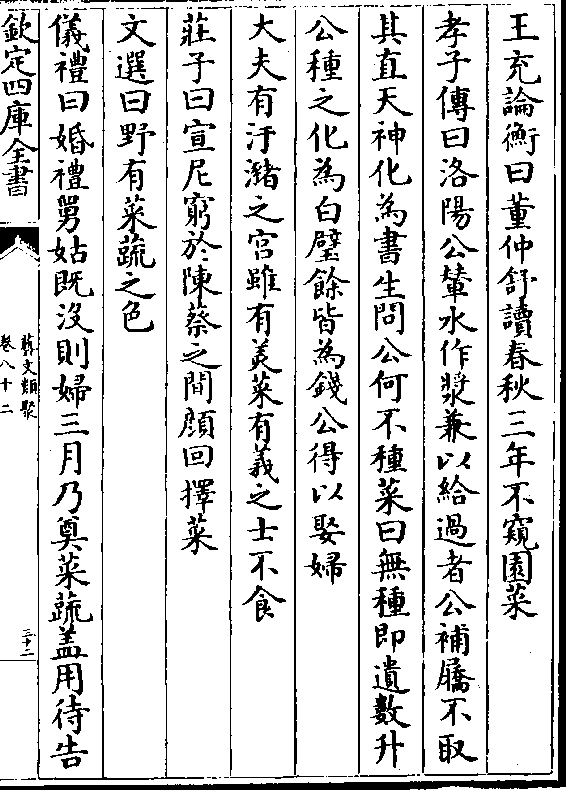 王充論衡曰董仲舒讀春秋三年不窺園菜
孝子傳曰洛陽公輦水作漿兼以給過者公補屩不取
其直天神化為書生問公何不種菜曰無種即遺數升
公種之化為白璧餘皆為錢公得以娶婦
大夫有汙瀦之宮雖有美菜有義之士不食
莊子曰宣尼窮於陳蔡之間顔回擇菜
文選曰野有菜蔬之色
儀禮曰婚禮舅姑既沒則婦三月乃奠菜蔬盖用待告
欽定四庫全書
藝文類聚
卷八十二
三十二